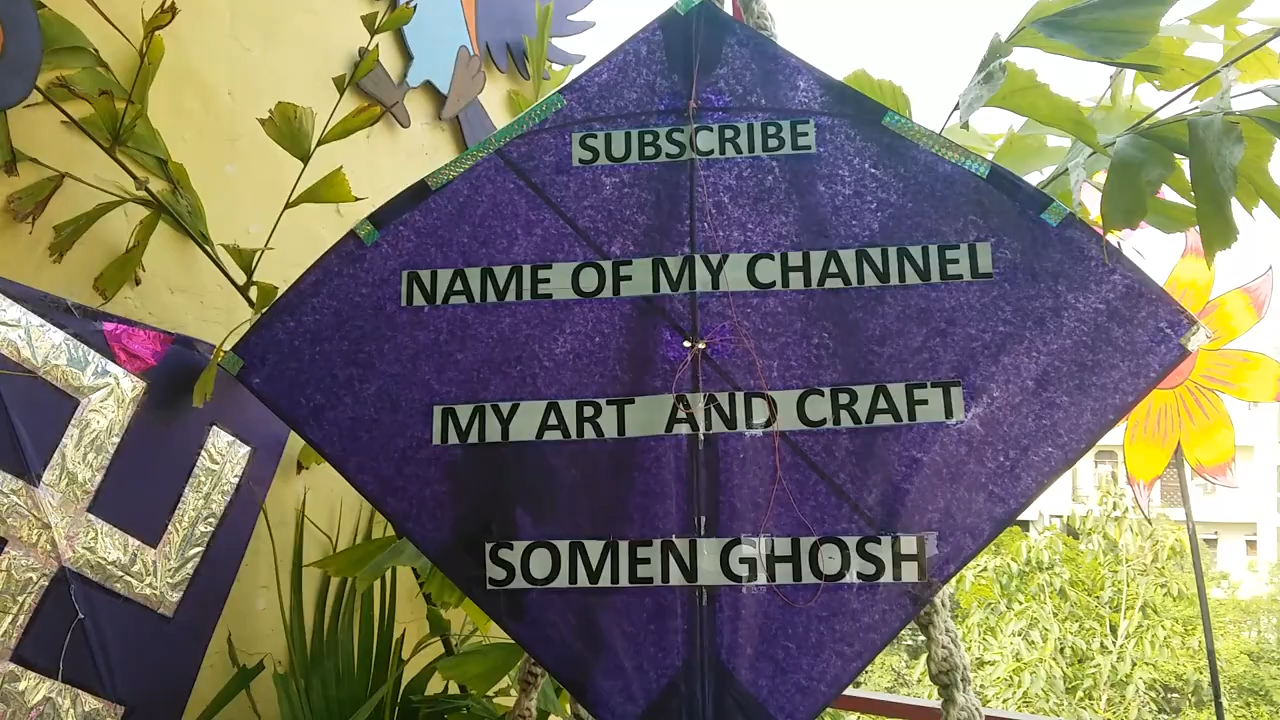 SUBSCRIBE
NAME OF MY CHANNEL
MY ART AND CRAFT
SOMEN GHOSH